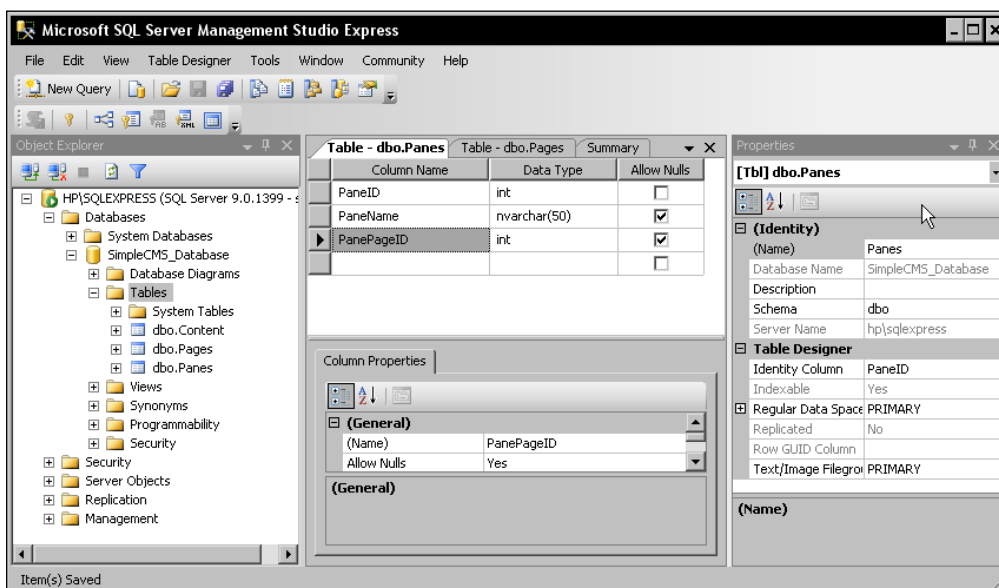 Microsoft SQL Server Management Studio Express
File Edit View Table Designer Tools Window Community Help
New Query
Object Explorer
HP\SQLEXPRESS (SQL Server 9.0.1399 -
Databases
System Databases
SimpleCMS_Database
Database Diagrams
Tables
System Tables
dbo.Content
dbo.Pages
dbo.Panes
Views
Synonyms
Programmability
Security
Security
Server Objects
Replication
Management
Table - dbo.Panes Table - dbo.Pages Summary
Column Name Data Type Allow Nulls
PaneID int
PaneName nvarchar(50)
PanePageID int
Column Properties
(General)
(Name) PanePageID
Allow Nulls Yes
(General)
Properties
[Tbl] dbo.Panes
(Identity)
(Name) Panes
Database Name SimpleCMS_Database
Description
Schema dbo
Server Name hp\sqlexpress
Table Designer
Identity Column PaneID
Indexable Yes
Regular Data Space PRIMARY
Replicated No
Row GUID Column
Text/Image Filegrou PRIMARY
(Name)
Item(s) Saved